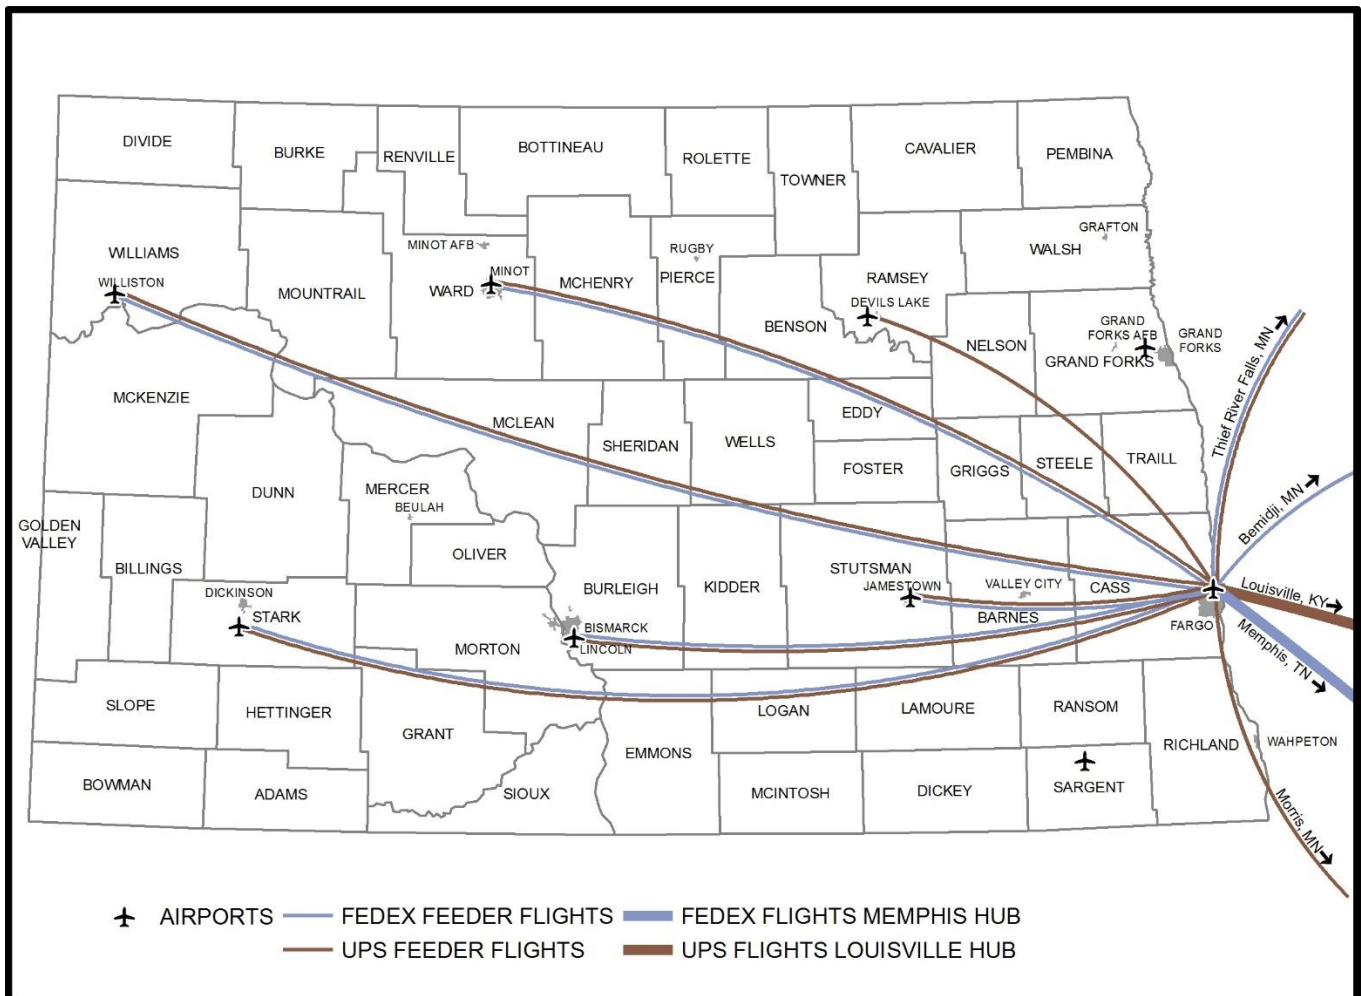 DIVIDE
BURKE
RENVILLE
BOTTINEAU
ROLETTE
TOWNER
CAVALIER
PEMBINA
WILLIAMS
WILLISTON
MOUNTRAIL
MINOT AFB
MINOT
WARD
MCHENRY
RUGBY
PIERCE
BENSON
RAMSEY
DEVILS LAKE
WALSH
GRAFTON
NELSON
GRAND
FORKS AFB
GRAND FORKS
GRAND
FORKS
MCKENZIE
MCLEAN
SHERIDAN
WELLS
EDDY
FOSTER
GRIGGS
STEELE
TRAILL
Thief River Falls, MN
Bemidji, MN
DUNN
MERCER
BEULAH
OLIVER
GOLDEN
VALLEY
BILLINGS
DICKINSON
STARK
BURLEIGH
KIDDER
STUTSMAN
JAMESTOWN
VALLEY CITY
BARNES
CASS
FARGO
Louisville, KY
Memphis, TN
MORTON
BISMARCK
LINCOLN
SLOPE
HETTINGER
GRANT
EMMONS
LOGAN
LAMOURE
RANSOM
RICHLAND
WAHPETON
BOWMAN
ADAMS
SIOUX
MCINTOSH
DICKEY
SARGENT
Morris, MN
AIRPORTS
FEDEX FEEDER FLIGHTS
FEDEX FLIGHTS MEMPHIS HUB
UPS FEEDER FLIGHTS
UPS FLIGHTS LOUISVILLE HUB